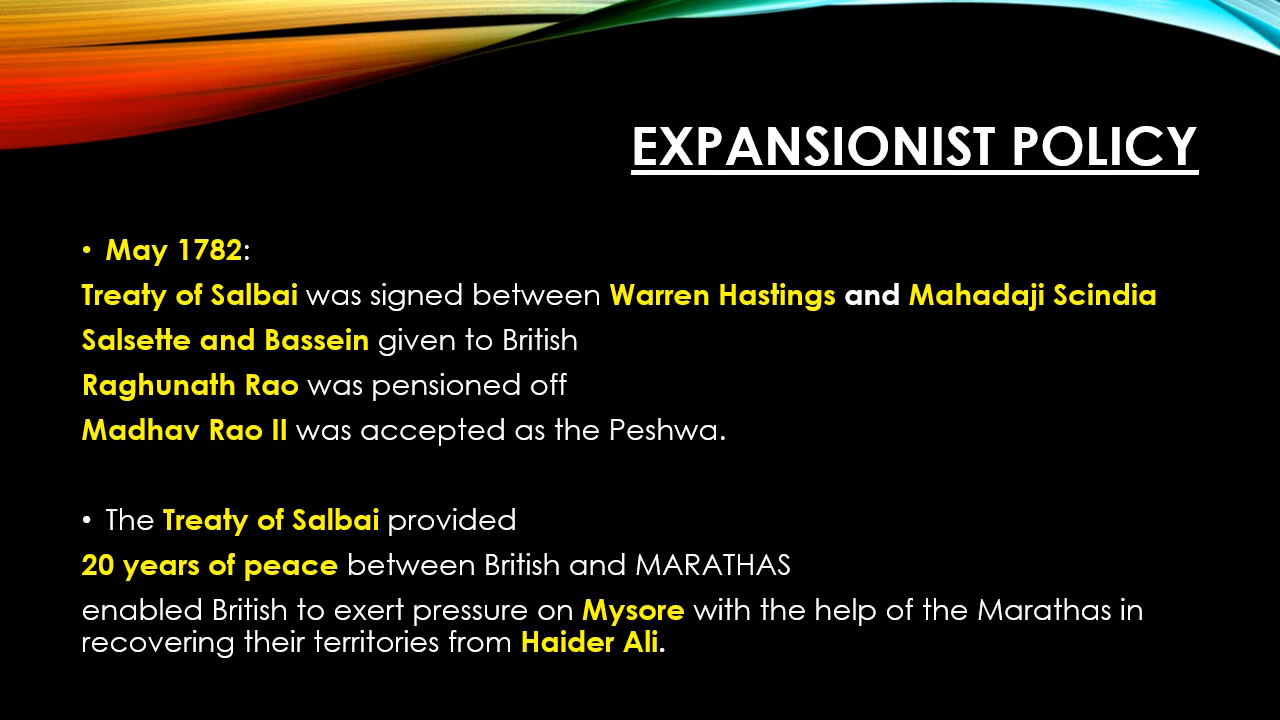 EXPANSIONIST POLICY
• May 1782:
Treaty of Salbai was signed between Warren Hastings and Mahadaji Scindia
Salsette and Bassein given to British
Raghunath Rao was pensioned off
Madhav Rao II was accepted as the Peshwa.
• The Treaty of Salbai provided
20 years of peace between British and MARATHAS
enabled British to exert pressure on Mysore with the help of the Marathas in
recovering their territories from Haider Ali.